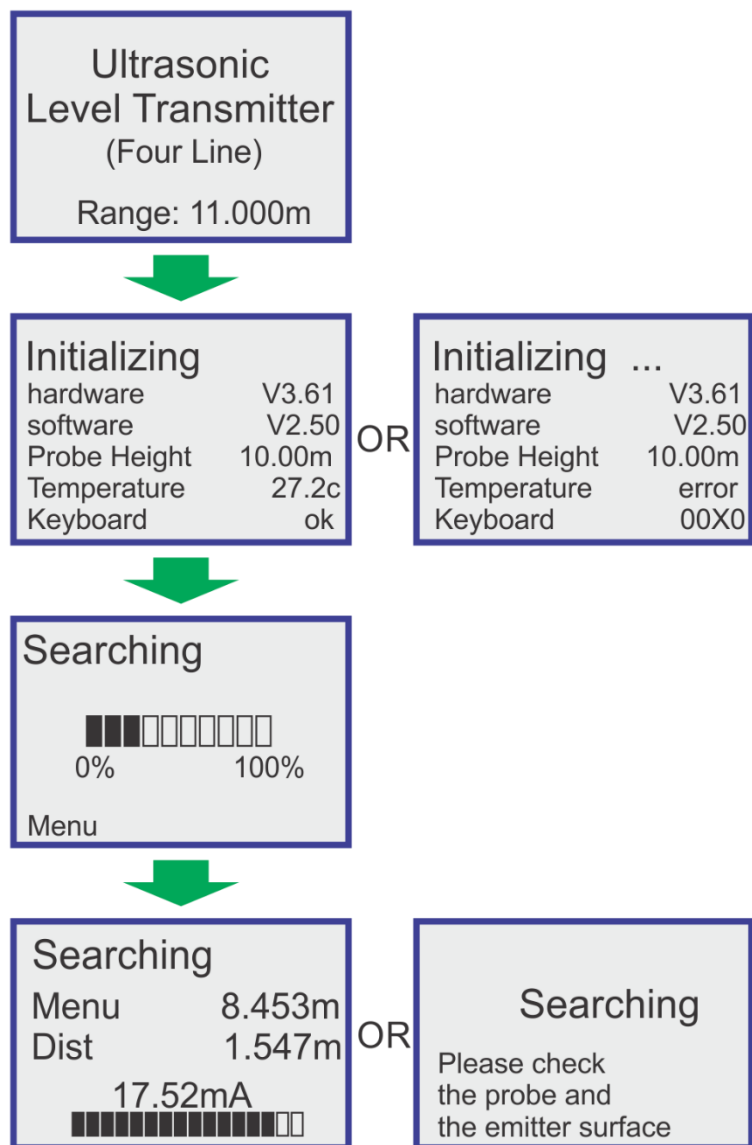 Ultrasonic
Level Transmitter
(Four Line)
Range: 11.000m
Initializing
hardware V3.61
software V2.50
Probe Height 10.00m
Temperature 27.2c
Keyboard ok
OR
Initializing ...
hardware V3.61
software V2.50
Probe Height 10.00m
Temperature error
Keyboard 00X0
Searching
0% 100%
Menu
Searching
Menu 8.453m
Dist 1.547m
17.52mA
OR
Searching
Please check
the probe and
the emitter surface